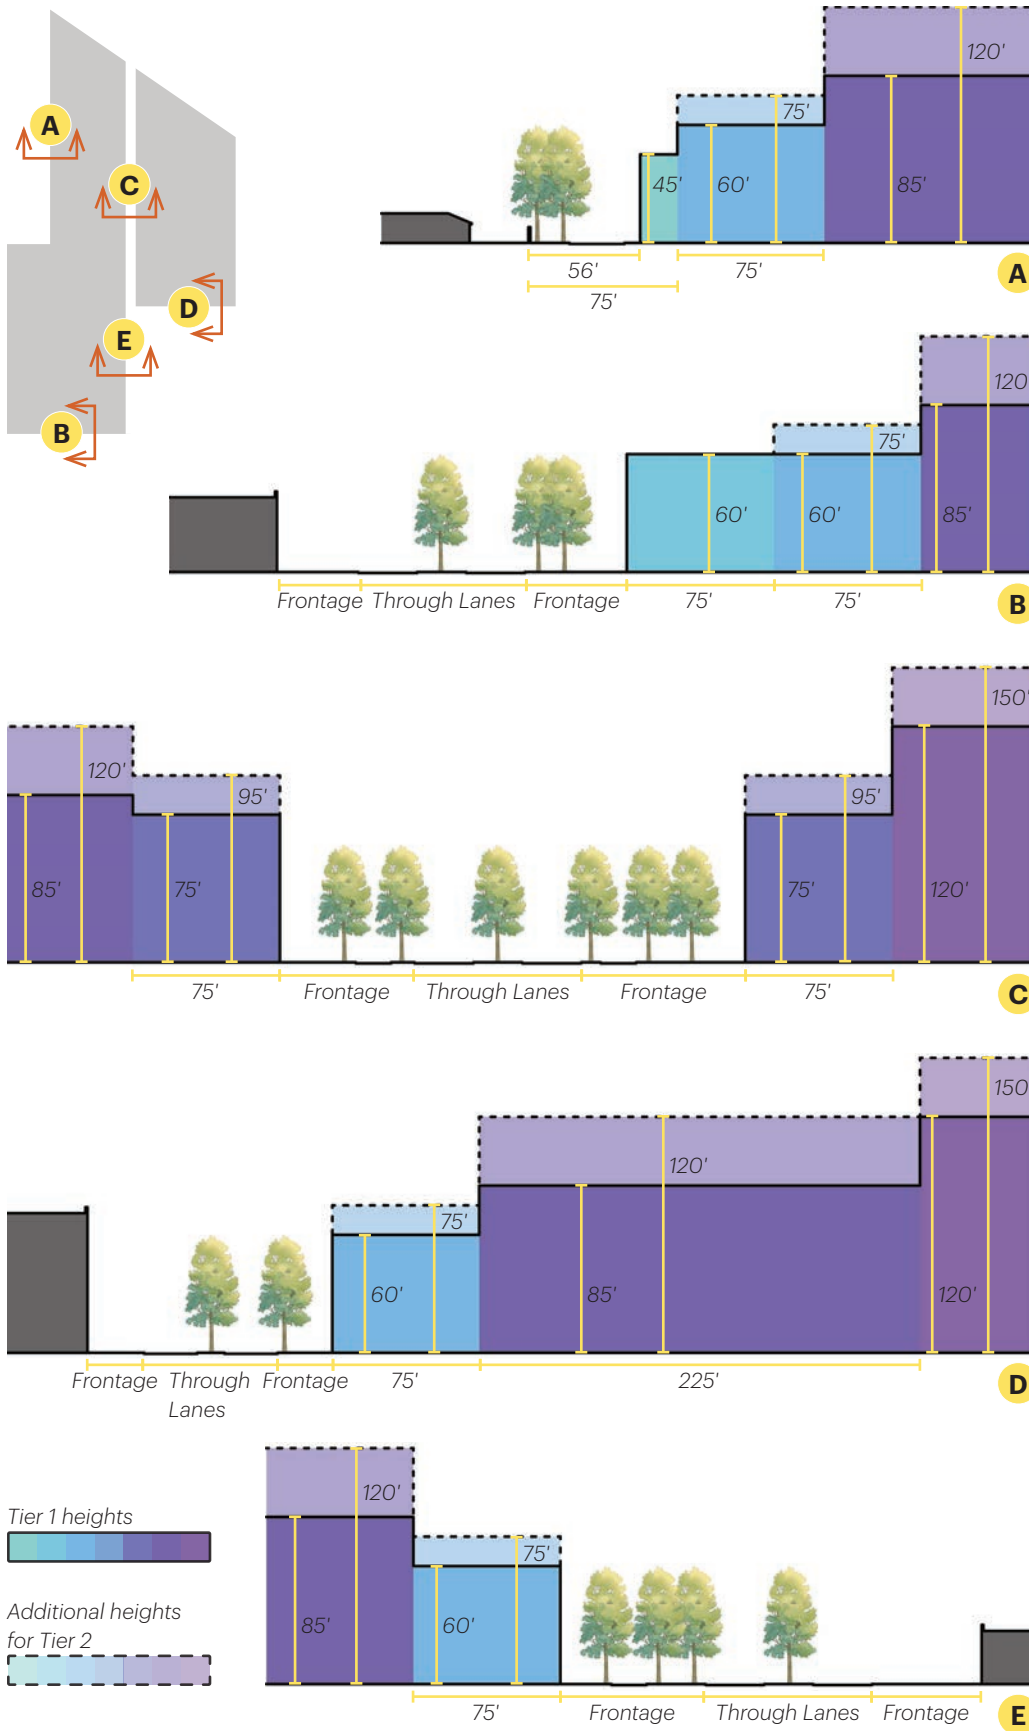 A
C
D
E
B
120'
75'
45'
60'
85'
56'
75'
75'
A
120
75'
60'
60'
85'
Frontage
Through Lanes
Frontage
75'
75'
B
150'
120'
95'
95'
85'
75'
75'
120'
75'
Frontage
Through Lanes
Frontage
75'
C
150
120'
75'
60'
85'
120'
Frontage
Through
Lanes
Frontage
75'
225'
D
120'
75'
85'
60'
75'
Frontage
Through Lanes
Frontage
E
Tier 1 heights
Additional heights
for Tier 2